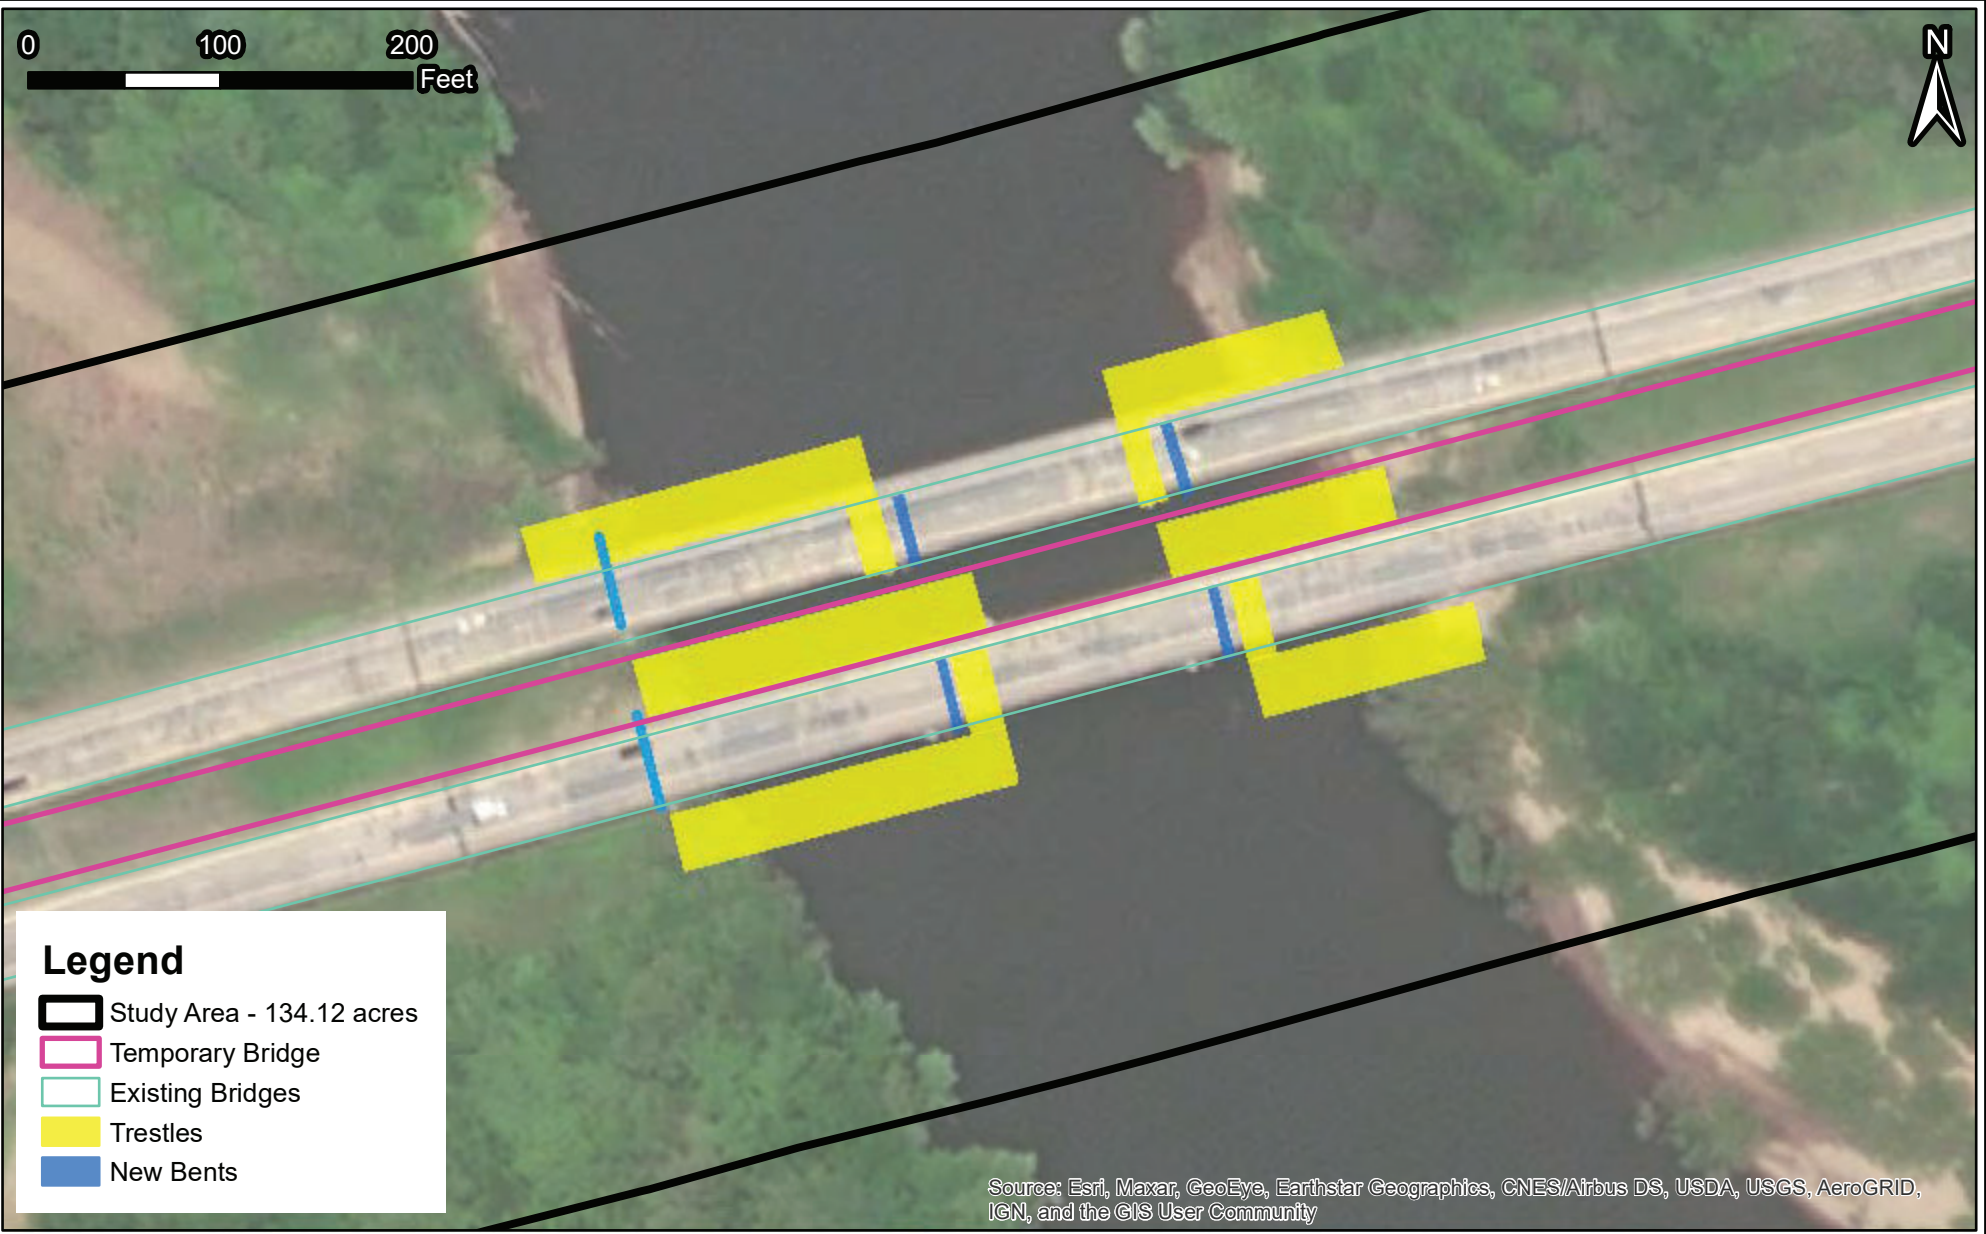 0 100 200
Feet
N
Legend
Study Area - 134.12 acres
Temporary Bridge
Existing Bridges
Trestles
New Bents
Source: Esri, Maxar, GeoEye, Earthstar Geographics, CNES/Airbus DS, USDA, USGS, AeroGRID,
IGN, and the GIS User Community